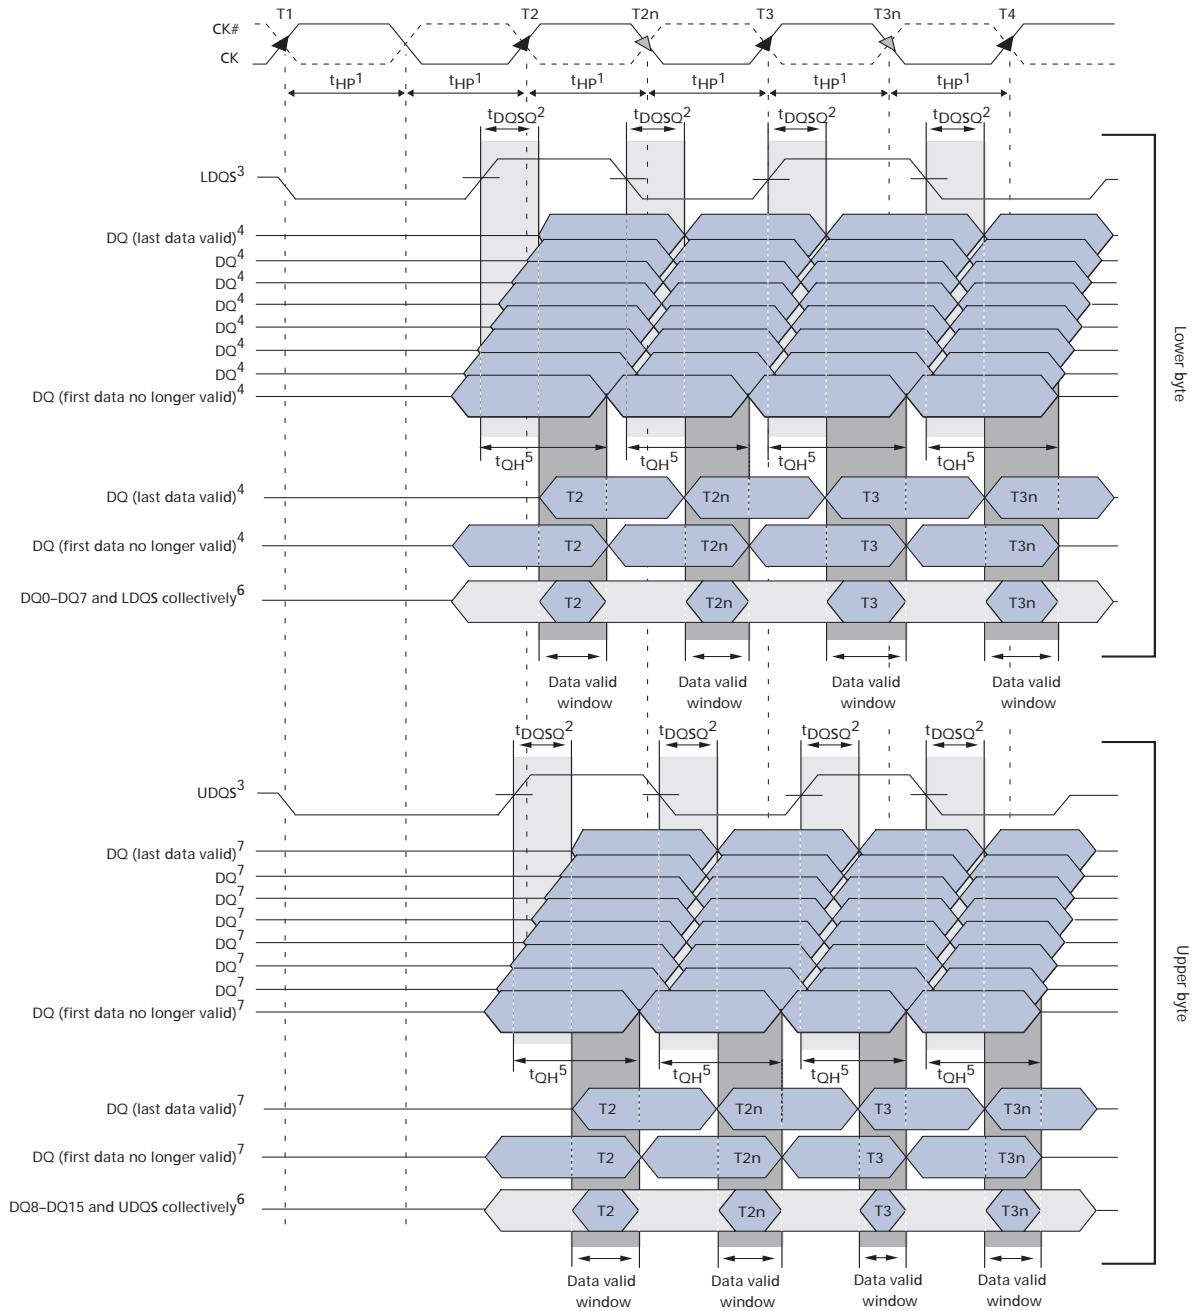 T1 T2 T2n T3 T3n T4
CK#
CK
tHP1 tHP1 tHP1 tHP1 tHP1 tHP1
tDQSQ2 tDQSQ2 tDQSQ2 tDQSQ2
LDQS3
DQ (last data valid)4
DQ4
DQ4
DQ4
DQ4
DQ4
DQ4
DQ (first data no longer valid)4
tQH5 tQH5 tQH5 tQH5
DQ (last data valid)4 T2 T2n T3 T3n
DQ (first data no longer valid)4 T2 T2n T3 T3n
DQ0–DQ7 and LDQS collectively6 T2 T2n T3 T3n
Data valid window
Data valid window
Data valid window
Data valid window
Lower byte
tDQSQ2 tDQSQ2 tDQSQ2 tDQSQ2
UDQS3
DQ (last data valid)7
DQ7
DQ7
DQ7
DQ7
DQ7
DQ7
DQ (first data no longer valid)7
tQH5 tQH5 tQH5 tQH5
DQ (last data valid)7 T2 T2n T3 T3n
DQ (first data no longer valid)7 T2 T2n T3 T3n
DQ8–DQ15 and UDQS collectively6 T2 T2n T3 T3n
Data valid window
Data valid window
Data valid window
Data valid window
Upper byte